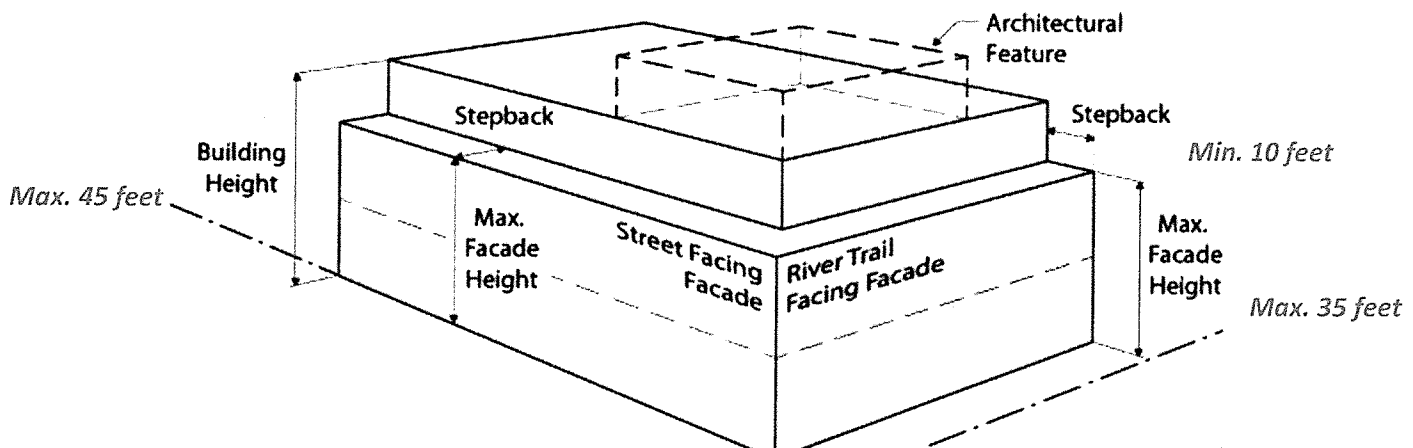 Architectural
Feature
Stepback
Stepback
Min. 10 feet
Building
Height
Max. 45 feet
Max.
Facade
Height
Street Facing
Facade
River Trail
Facing Facade
Max.
Facade
Height
Max. 35 feet